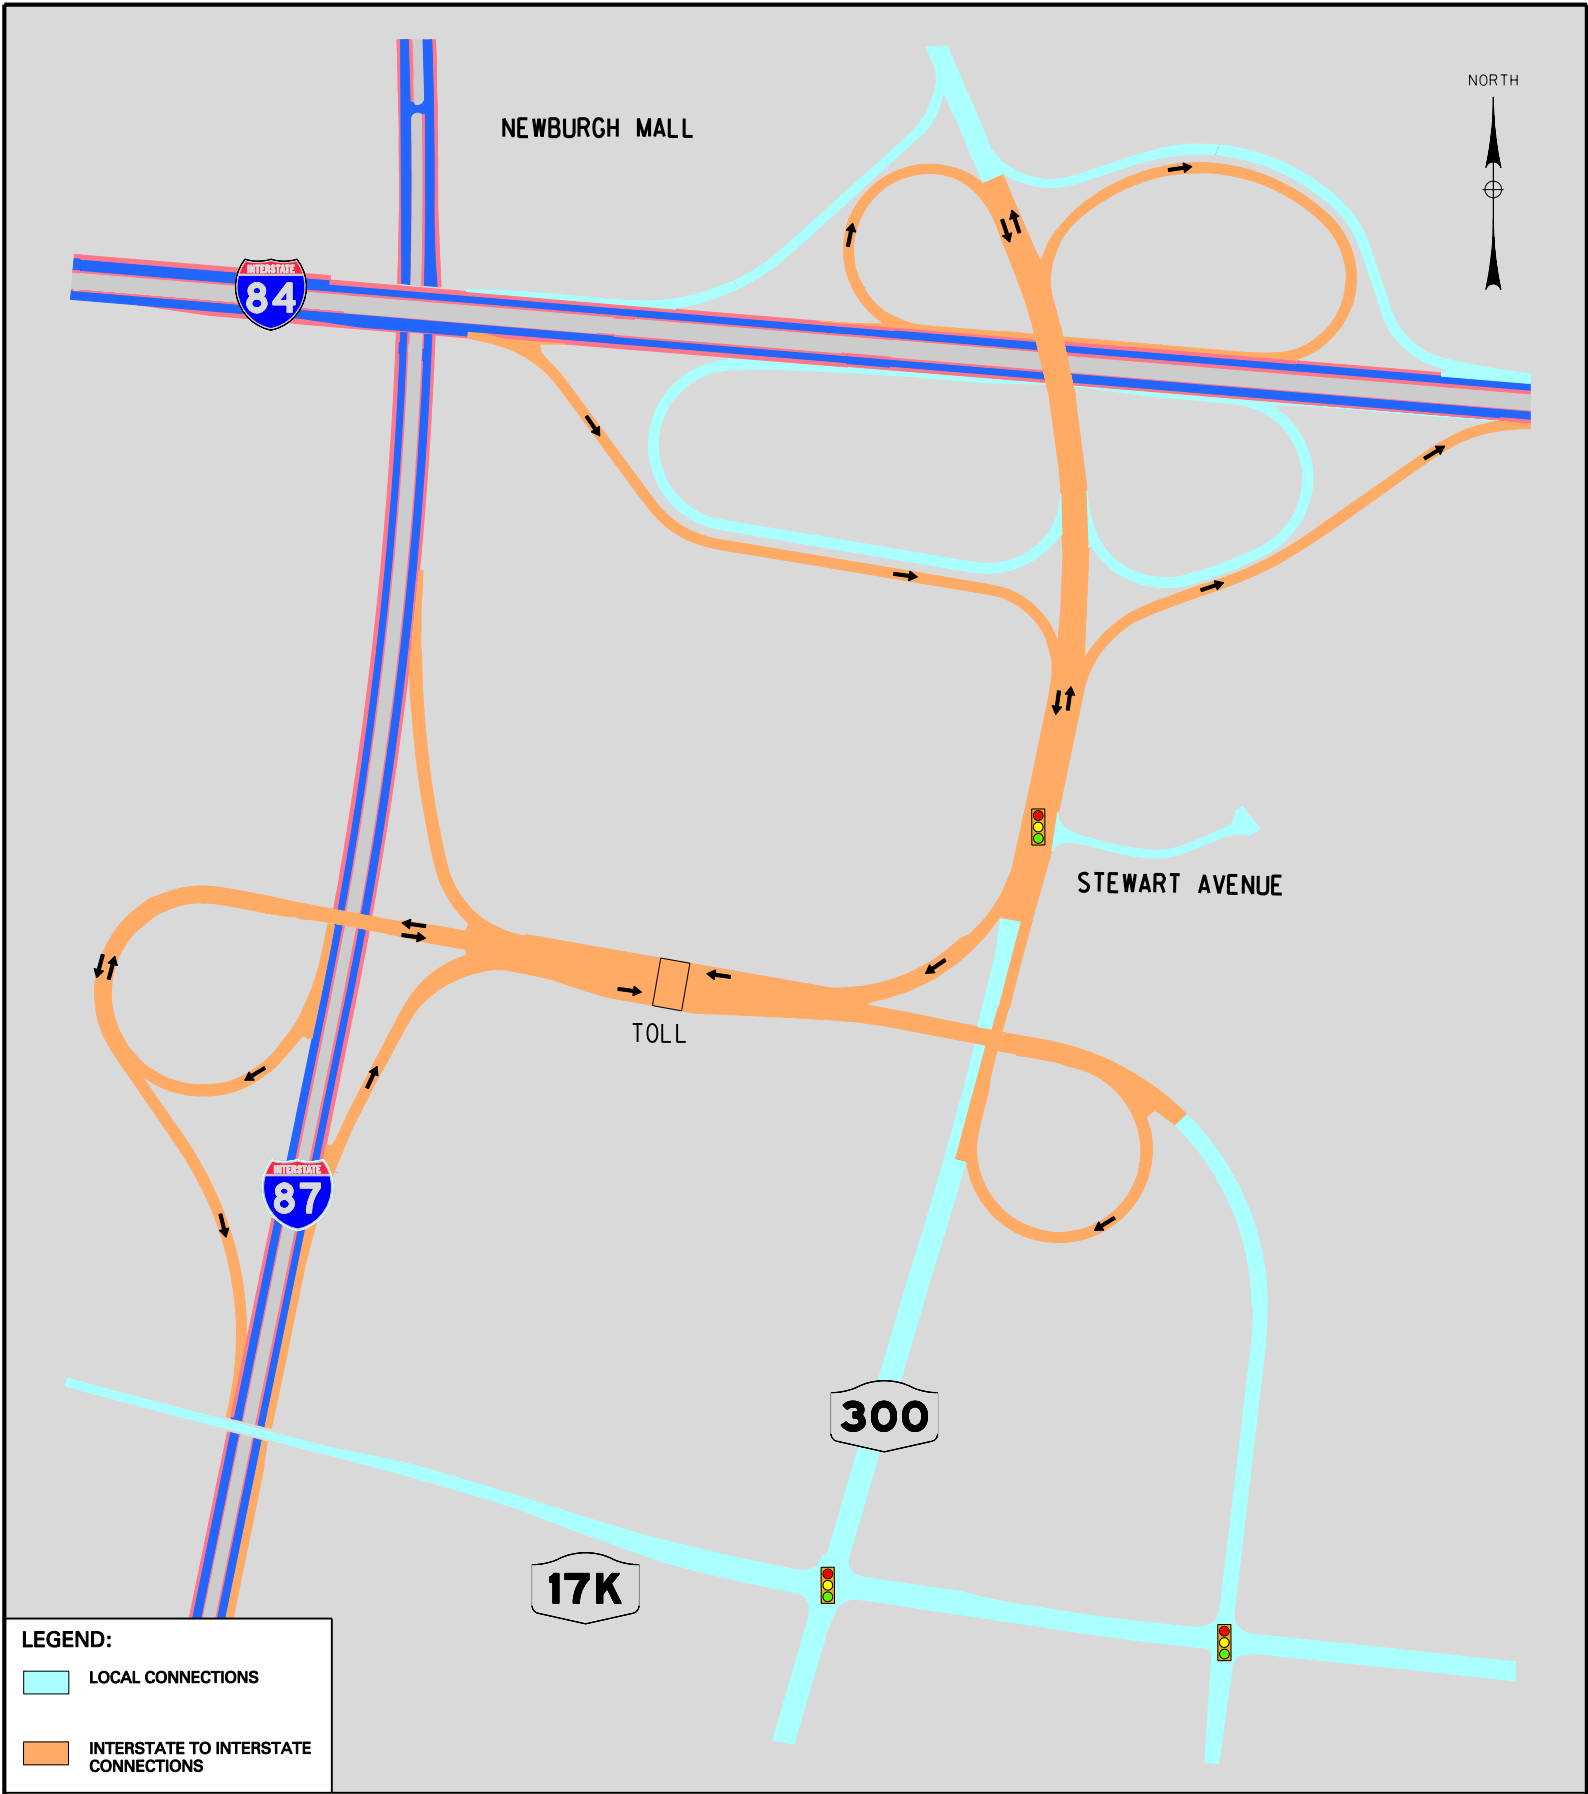 NORTH
NEWBURGH MALL
INTERSTATE
84
STEWART AVENUE
TOLL
INTERSTATE
87
300
17K
LEGEND:
LOCAL CONNECTIONS
INTERSTATE TO INTERSTATE
CONNECTIONS